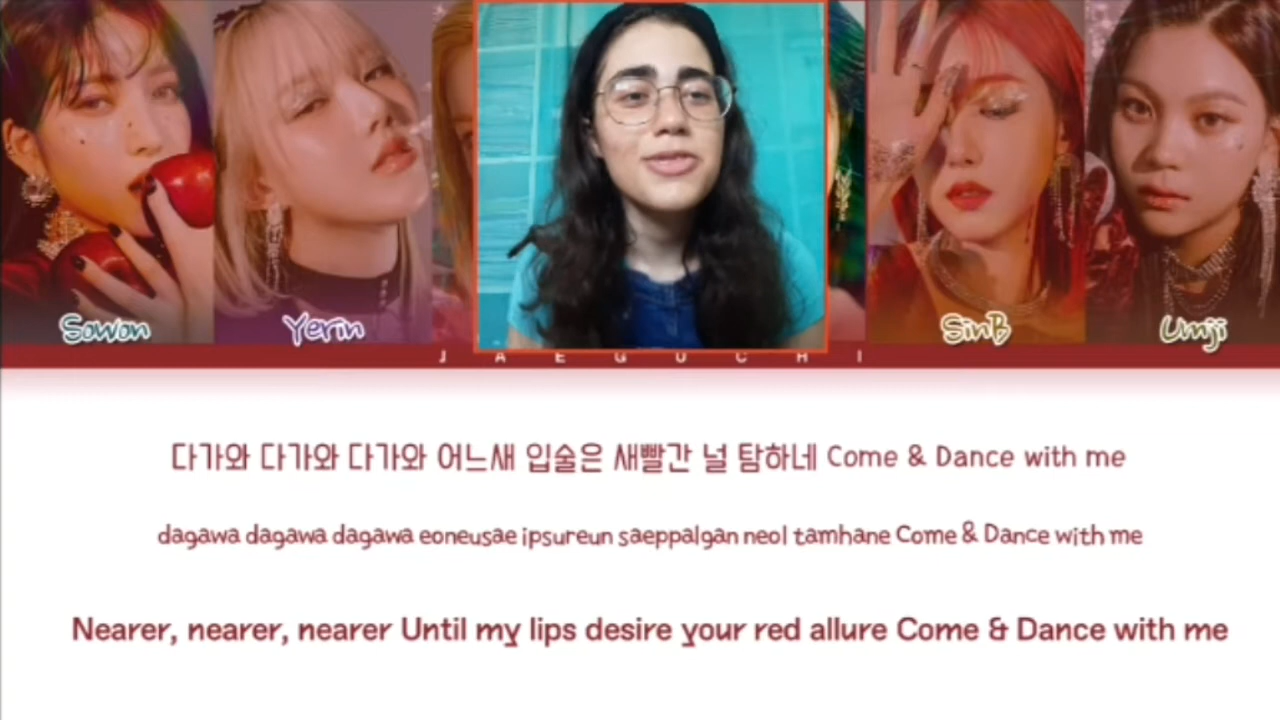 Sowon
Yerin
SinB
Umji
J A E G U C H I
다가와 다가와 다가와 어느새 입술은 새빨간 널 탐하네 Come & Dance with me
dagawa dagawa dagawa eoneusae ipsureun saeppalgan neol tamhane Come & Dance with me
Nearer, nearer, nearer Until my lips desire your red allure Come & Dance with me